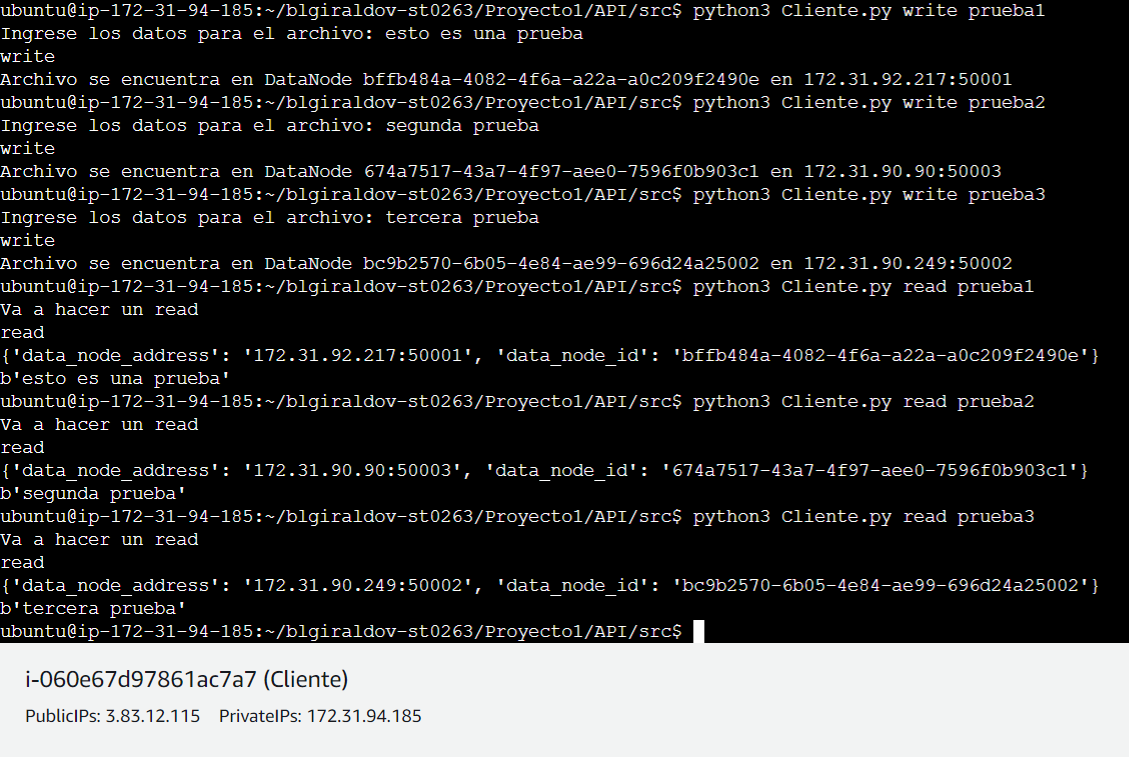 ubuntu@ip-172-31-94-185:~/blgiraldov-st0263/Proyecto1/API/src$ python3 Cliente.py write prueba1
Ingrese los datos para el archivo: esto es una prueba
write
Archivo se encuentra en DataNode bffb484a-4082-4f6a-a22a-a0c209f2490e en 172.31.92.217:50001
ubuntu@ip-172-31-94-185:~/blgiraldov-st0263/Proyecto1/API/src$ python3 Cliente.py write prueba2
Ingrese los datos para el archivo: segunda prueba
write
Archivo se encuentra en DataNode 674a7517-43a7-4f97-aee0-7596f0b903c1 en 172.31.90.90:50003
ubuntu@ip-172-31-94-185:~/blgiraldov-st0263/Proyecto1/API/src$ python3 Cliente.py write prueba3
Ingrese los datos para el archivo: tercera prueba
write
Archivo se encuentra en DataNode bc9b2570-6b05-4e84-ae99-696d24a25002 en 172.31.90.249:50002
ubuntu@ip-172-31-94-185:~/blgiraldov-st0263/Proyecto1/API/src$ python3 Cliente.py read prueba1
Va a hacer un read
read
{'data_node_address': '172.31.92.217:50001', 'data_node_id': 'bffb484a-4082-4f6a-a22a-a0c209f2490e'}
b'esto es una prueba'
ubuntu@ip-172-31-94-185:~/blgiraldov-st0263/Proyecto1/API/src$ python3 Cliente.py read prueba2
Va a hacer un read
read
{'data_node_address': '172.31.90.90:50003', 'data_node_id': '674a7517-43a7-4f97-aee0-7596f0b903c1'}
b'segunda prueba'
ubuntu@ip-172-31-94-185:~/blgiraldov-st0263/Proyecto1/API/src$ python3 Cliente.py read prueba3
Va a hacer un read
read
{'data_node_address': '172.31.90.249:50002', 'data_node_id': 'bc9b2570-6b05-4e84-ae99-696d24a25002'}
b'tercera prueba'
ubuntu@ip-172-31-94-185:~/blgiraldov-st0263/Proyecto1/API/src$
i-060e67d97861ac7a7 (Cliente)
PublicIPs: 3.83.12.115 PrivateIPs: 172.31.94.185